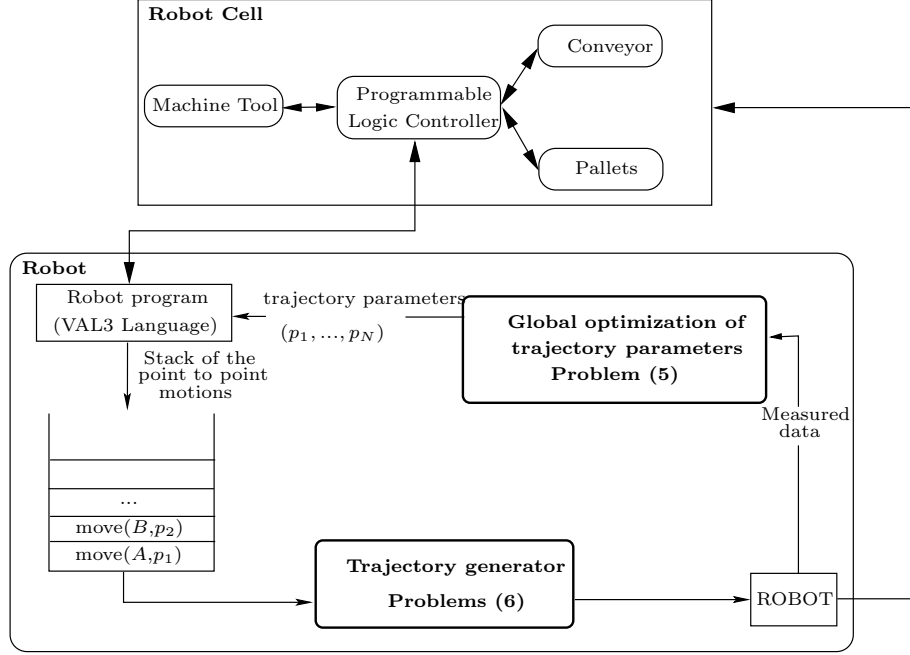 Robot Cell
Conveyor
Machine Tool
Programmable
Logic Controller
Pallets
Robot
Robot program
(VAL3 Language)
trajectory parameters
(p₁, ..., p_N)
Global optimization of
trajectory parameters
Problem (5)
Stack of the
point to point
motions
Measured
data
...
move(B,p₂)
move(A,p₁)
Trajectory generator
Problems (6)
ROBOT